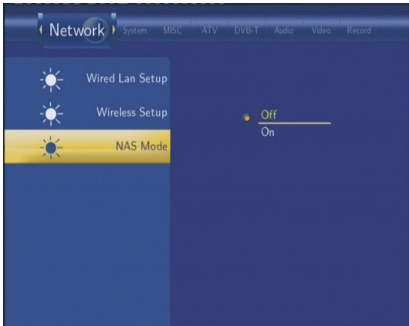 Network System MISC ATV DVB-T Audio Video Record
Wired Lan Setup
Wireless Setup
NAS Mode
Off
On